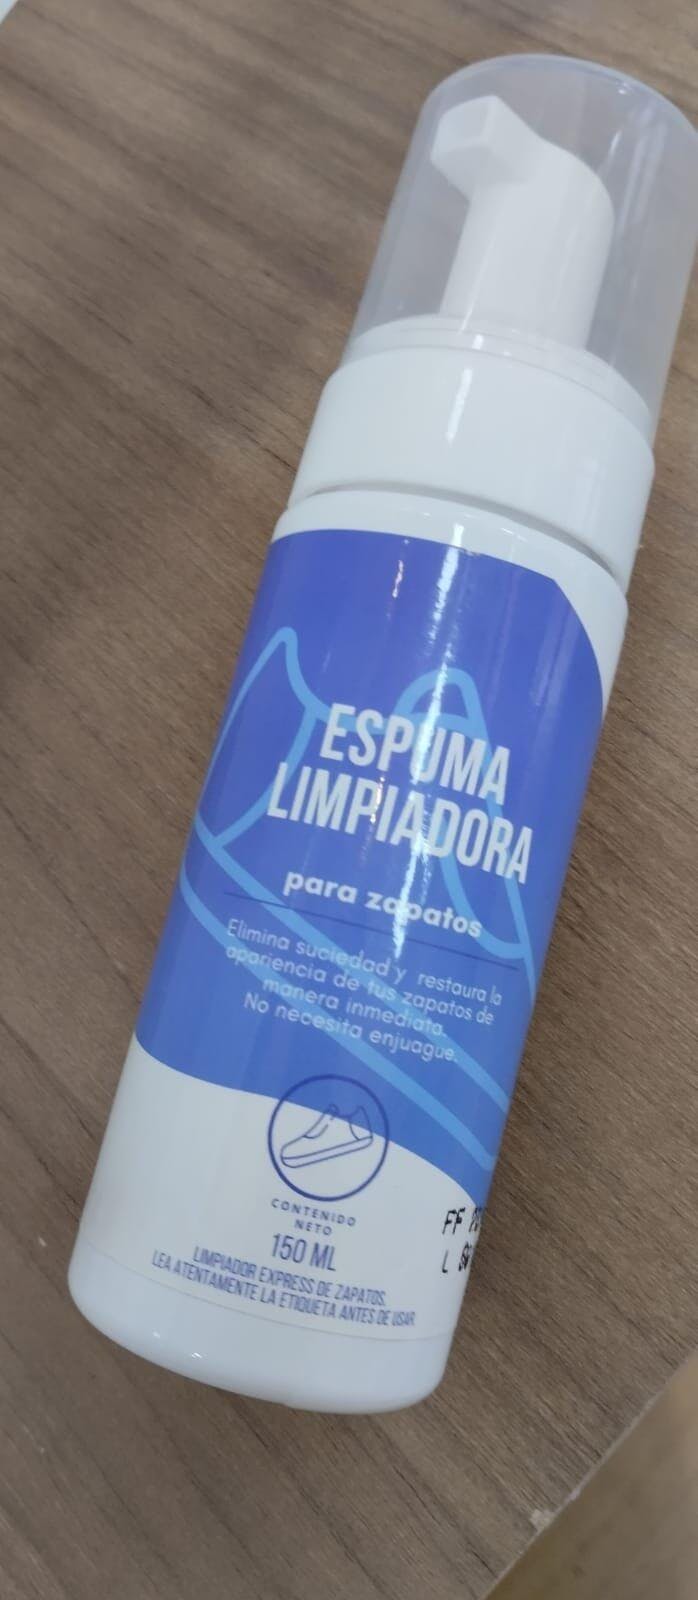 ESPUMA
LIMPIADORA
para zapatos
Elimina suciedad y restaura la
apariencia de tus zapatos de
manera inmediata.
No necesita enjuague.
CONTENIDO
NETO
150 ML
LIMPIADOR EXPRESS DE ZAPATOS.
LEA ATENTAMENTE LA ETIQUETA ANTES DE USAR.
FF
L